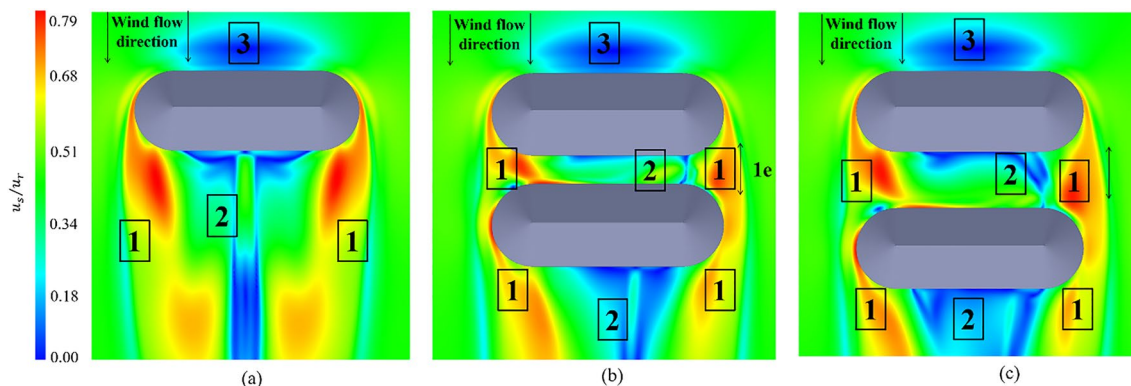 0.79
0.68
0.51
0.34
0.18
0.00
u_s/u_r
Wind flow
direction
3
2
1
1
(a)
Wind flow
direction
3
1
2
1
1e
1
2
1
(b)
Wind flow
direction
3
1
2
1
1
2
1
(c)